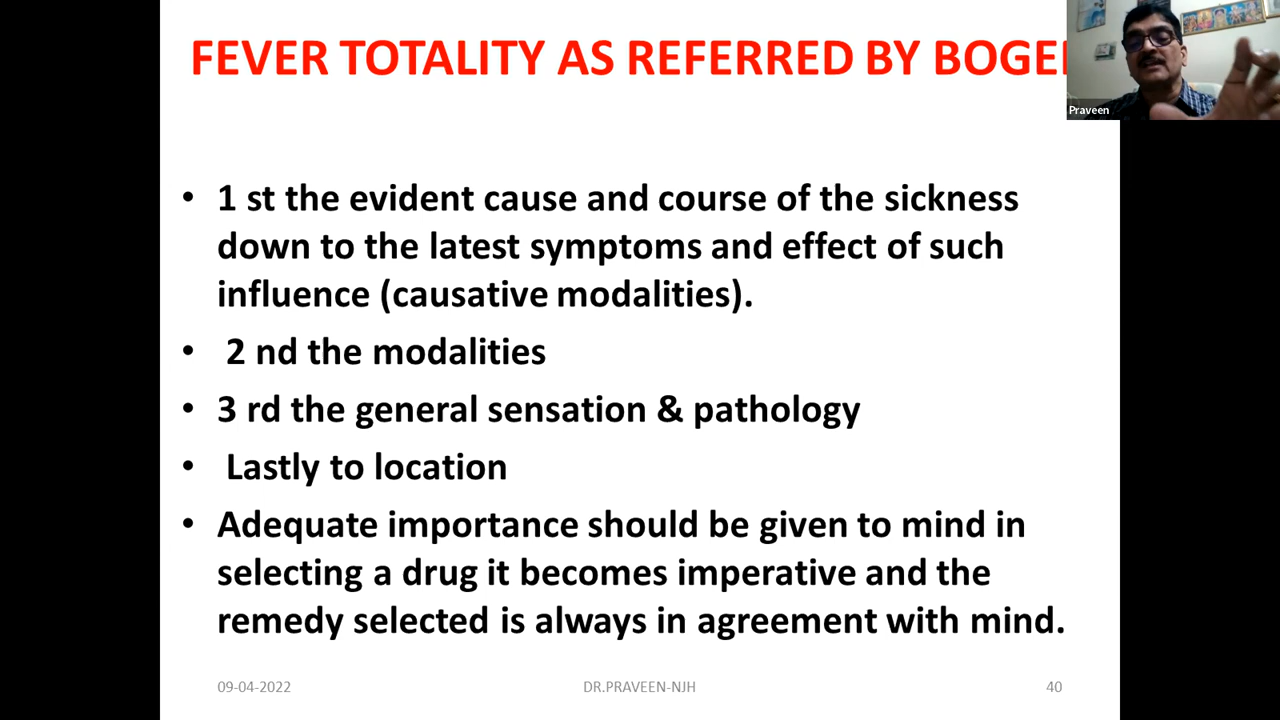 FEVER TOTALITY AS REFERRED BY BOGE
Praveen
• 1 st the evident cause and course of the sickness
down to the latest symptoms and effect of such
influence (causative modalities).
• 2 nd the modalities
• 3 rd the general sensation & pathology
• Lastly to location
• Adequate importance should be given to mind in
selecting a drug it becomes imperative and the
remedy selected is always in agreement with mind.
09-04-2022 DR.PRAVEEN-NJH 40